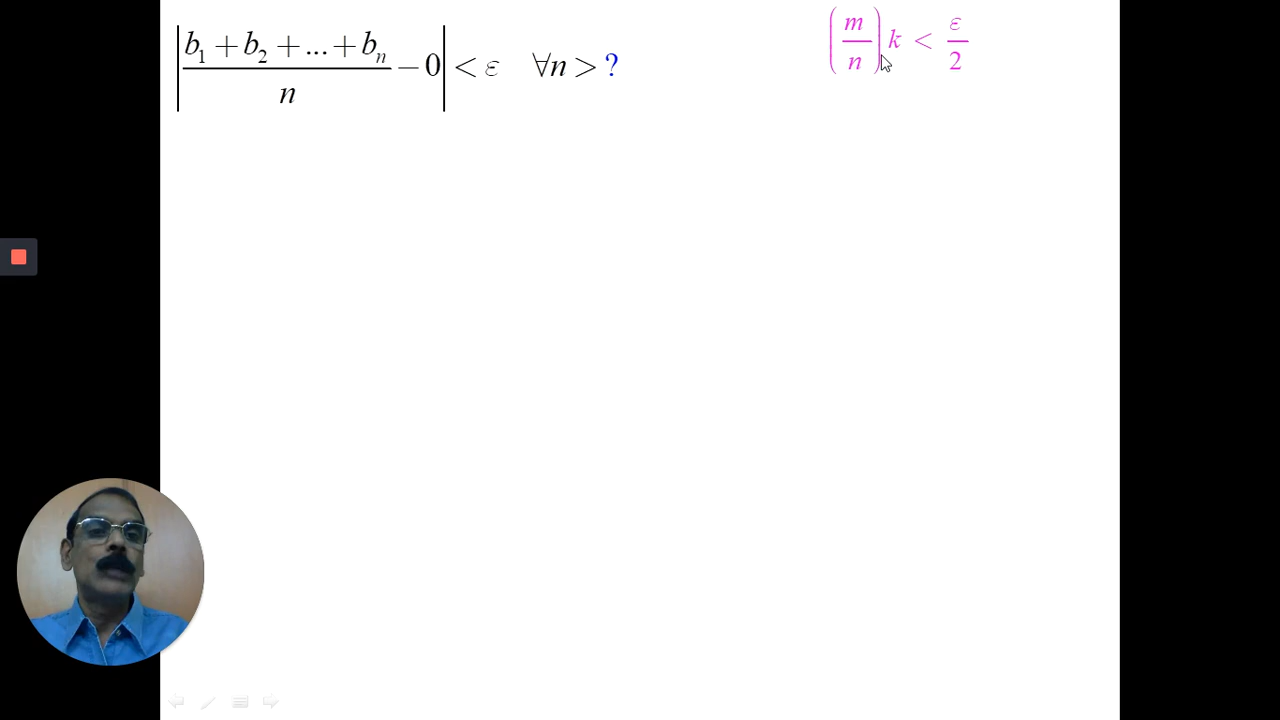 |(b₁ + b₂ + ... + bₙ)/n − 0| < ε ∀n > ?
(m/n) k < ε/2